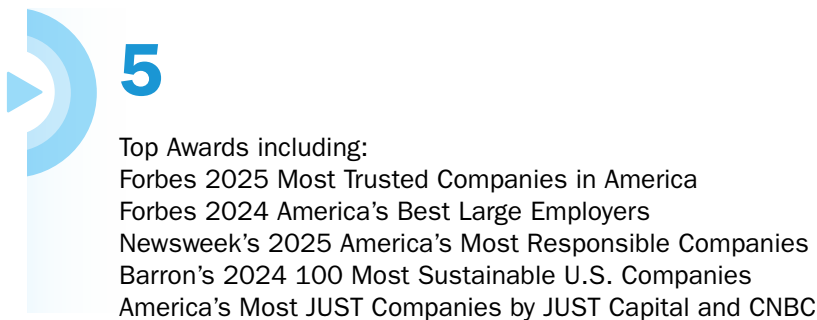 5
Top Awards including:
Forbes 2025 Most Trusted Companies in America
Forbes 2024 America’s Best Large Employers
Newsweek’s 2025 America’s Most Responsible Companies
Barron’s 2024 100 Most Sustainable U.S. Companies
America’s Most JUST Companies by JUST Capital and CNBC